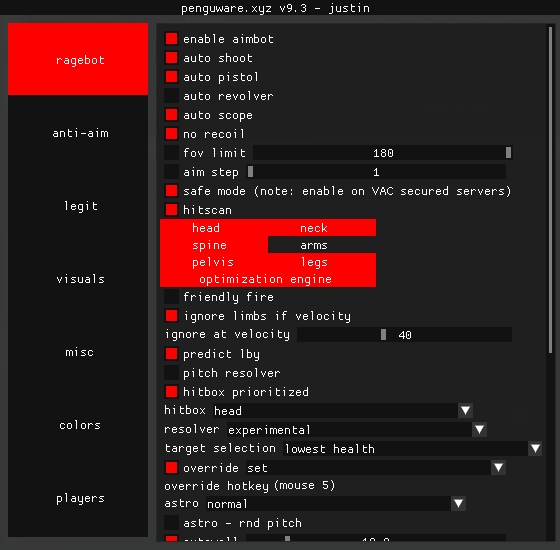 penguware.xyz v9.3 - justin
ragebot
anti-aim
legit
visuals
misc
colors
players
enable aimbot
auto shoot
auto pistol
auto revolver
auto scope
no recoil
fov limit 180
aim step 1
safe mode (note: enable on VAC secured servers)
hitscan
head neck
spine arms
pelvis legs
optimization engine
friendly fire
ignore limbs if velocity
ignore at velocity 40
predict lby
pitch resolver
hitbox prioritized
hitbox head
resolver experimental
target selection lowest health
override set
override hotkey (mouse 5)
astro normal
astro - rnd pitch
autowall